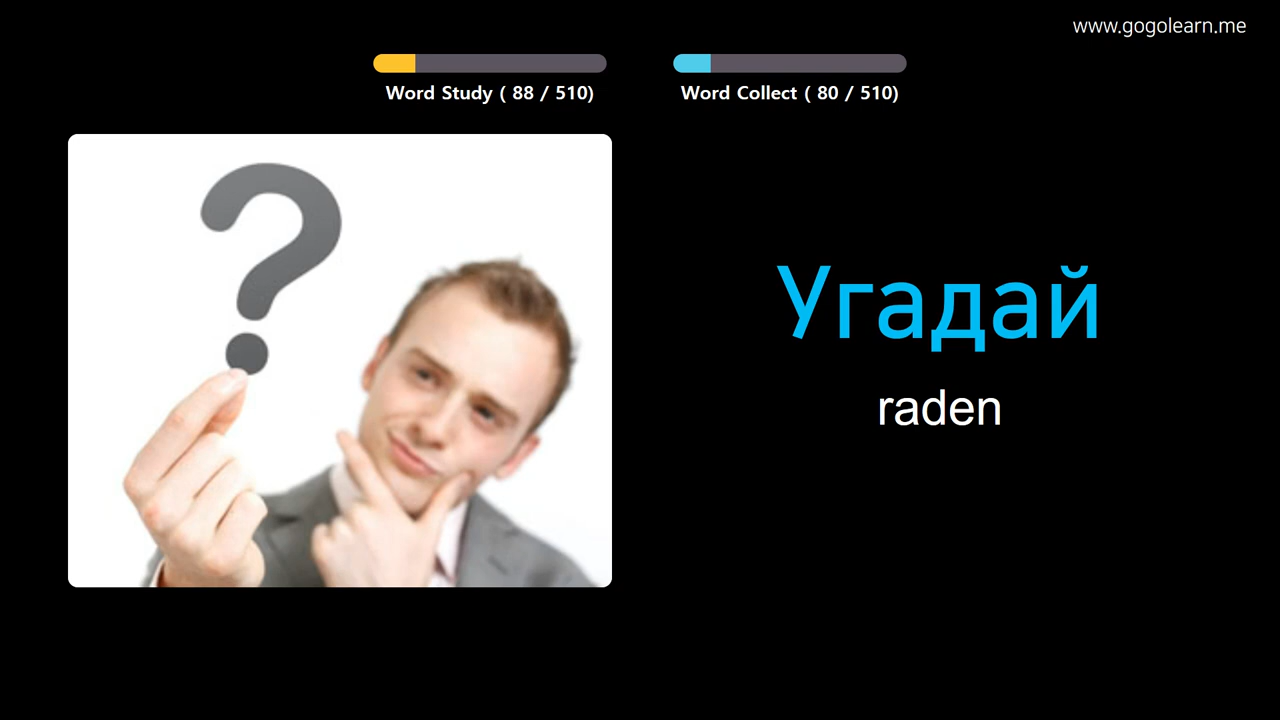 www.gogolearn.me
Word Study ( 88 / 510)
Word Collect ( 80 / 510)
?
Угадай
raden